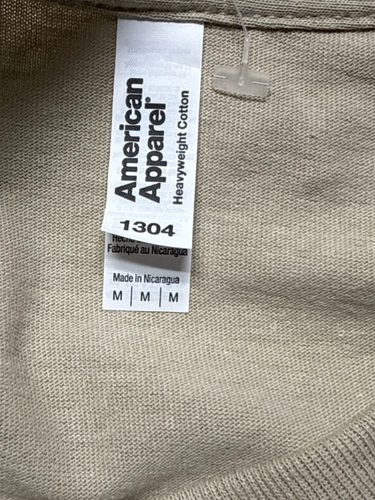 American
Apparel®
Heavyweight Cotton
1304
Fabriqué au Nicaragua
Made in Nicaragua
M | M | M